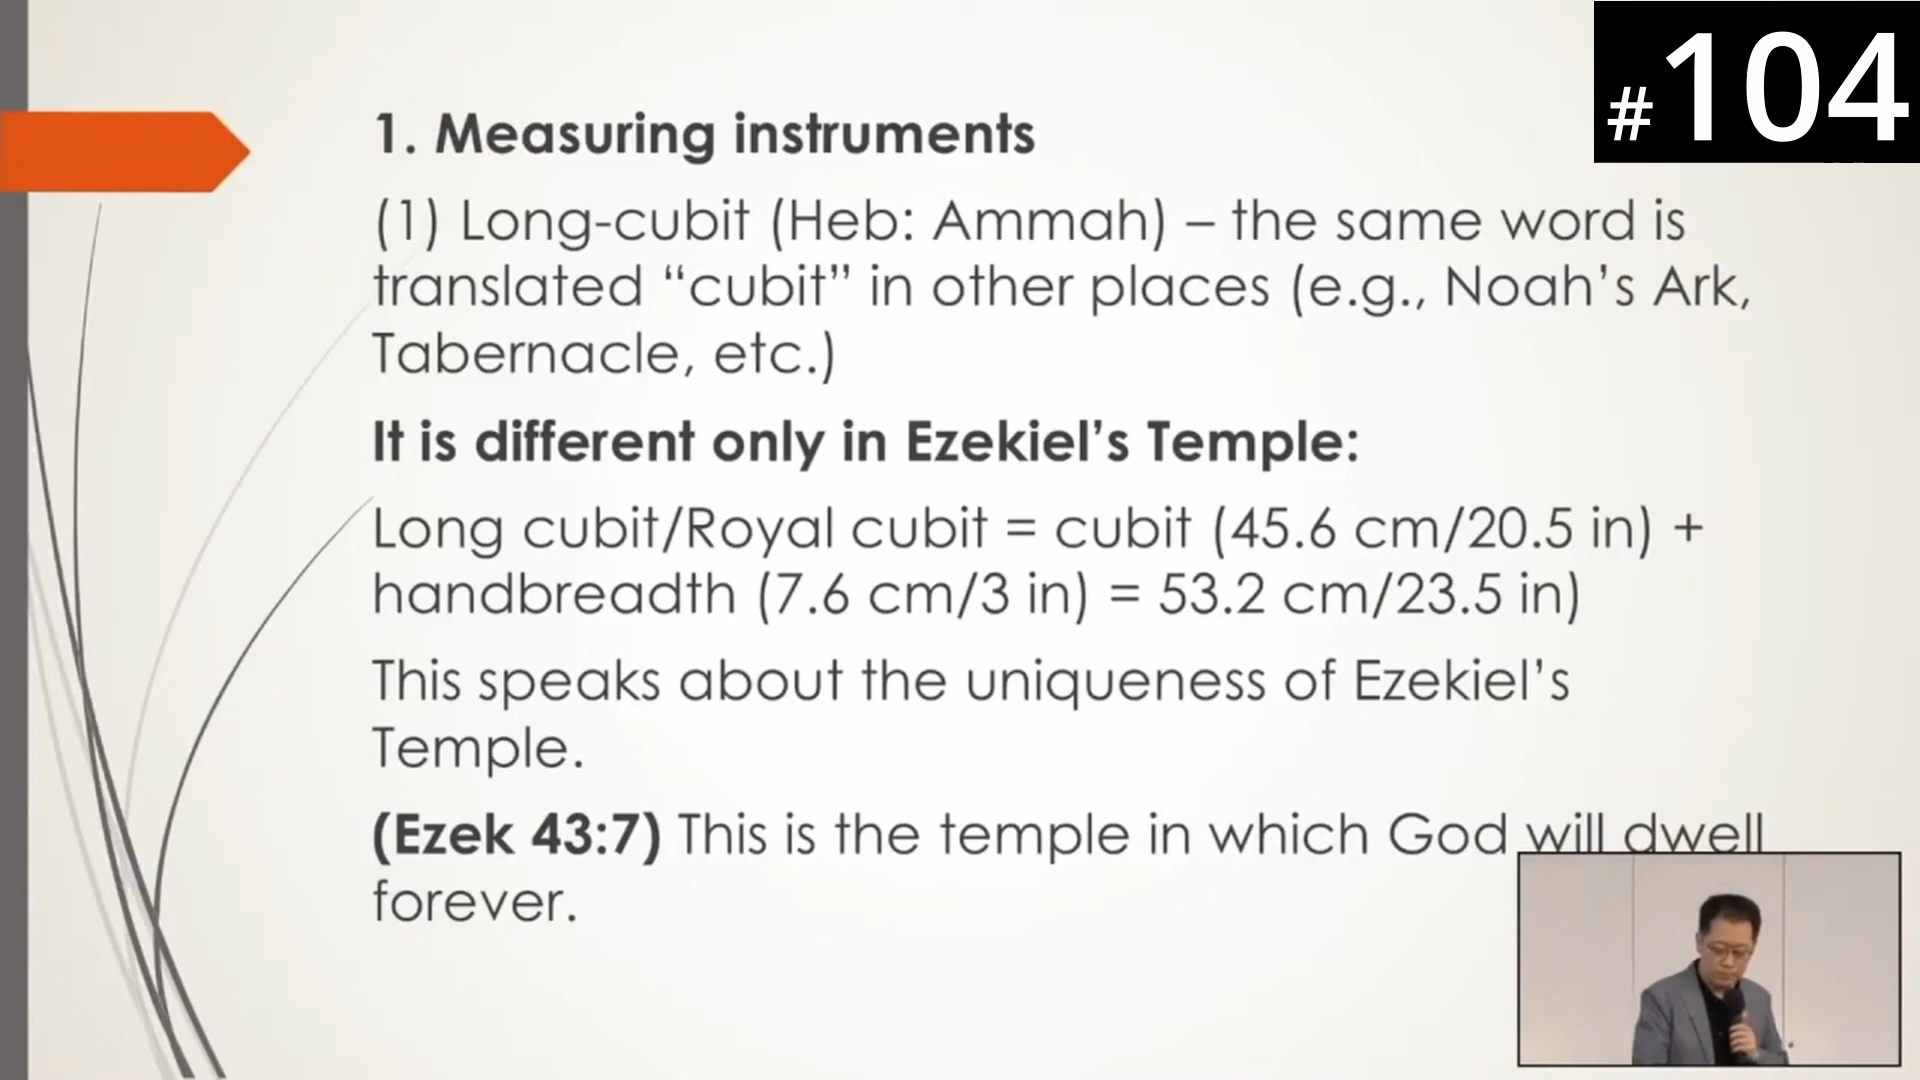 #104
1. Measuring instruments
(1) Long-cubit (Heb: Ammah) – the same word is
translated “cubit” in other places (e.g., Noah’s Ark,
Tabernacle, etc.)
It is different only in Ezekiel’s Temple:
Long cubit/Royal cubit = cubit (45.6 cm/20.5 in) +
handbreadth (7.6 cm/3 in) = 53.2 cm/23.5 in)
This speaks about the uniqueness of Ezekiel’s
Temple.
(Ezek 43:7) This is the temple in which God will dwell
forever.